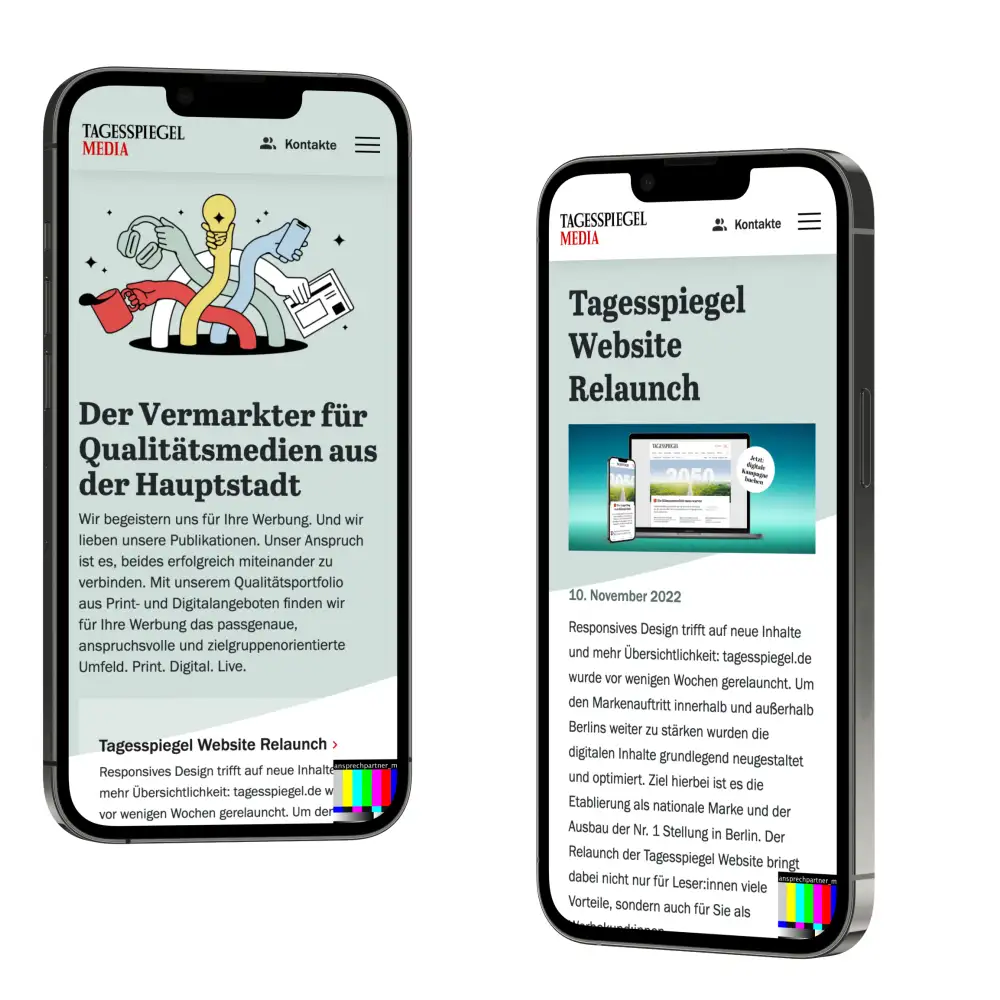 TAGESSPIEGEL
MEDIA
Kontakte
Der Vermarkter für
Qualitätsmedien aus
der Hauptstadt
Wir begeistern uns für Ihre Werbung. Und wir
lieben unsere Publikationen. Unser Anspruch
ist es, beides erfolgreich miteinander zu
verbinden. Mit unserem Qualitätsportfolio
aus Print- und Digitalangeboten finden wir
für Ihre Werbung das passgenaue,
anspruchsvolle und zielgruppenorientierte
Umfeld. Print. Digital. Live.
Tagesspiegel Website Relaunch ›
Responsives Design trifft auf neue Inhalte
mehr Übersichtlichkeit: tagesspiegel.de w
vor wenigen Wochen gerelauncht. Um der
ansprechpartner_m
TAGESSPIEGEL
MEDIA
Kontakte
Tagesspiegel
Website
Relaunch
TAGESSPIEGEL
2050
Jetzt:
digitale
Kampagne
buchen
10. November 2022
Responsives Design trifft auf neue Inhalte
und mehr Übersichtlichkeit: tagesspiegel.de
wurde vor wenigen Wochen gerelauncht. Um
den Markenauftritt innerhalb und außerhalb
Berlins weiter zu stärken wurden die
digitalen Inhalte grundlegend neugestaltet
und optimiert. Ziel hierbei ist es die
Etablierung als nationale Marke und der
Ausbau der Nr. 1 Stellung in Berlin. Der
Relaunch der Tagesspiegel Website bringt
dabei nicht nur für Leser:innen viele
Vorteile, sondern auch für Sie als
Werbekund:innen
ansprechpartner_m